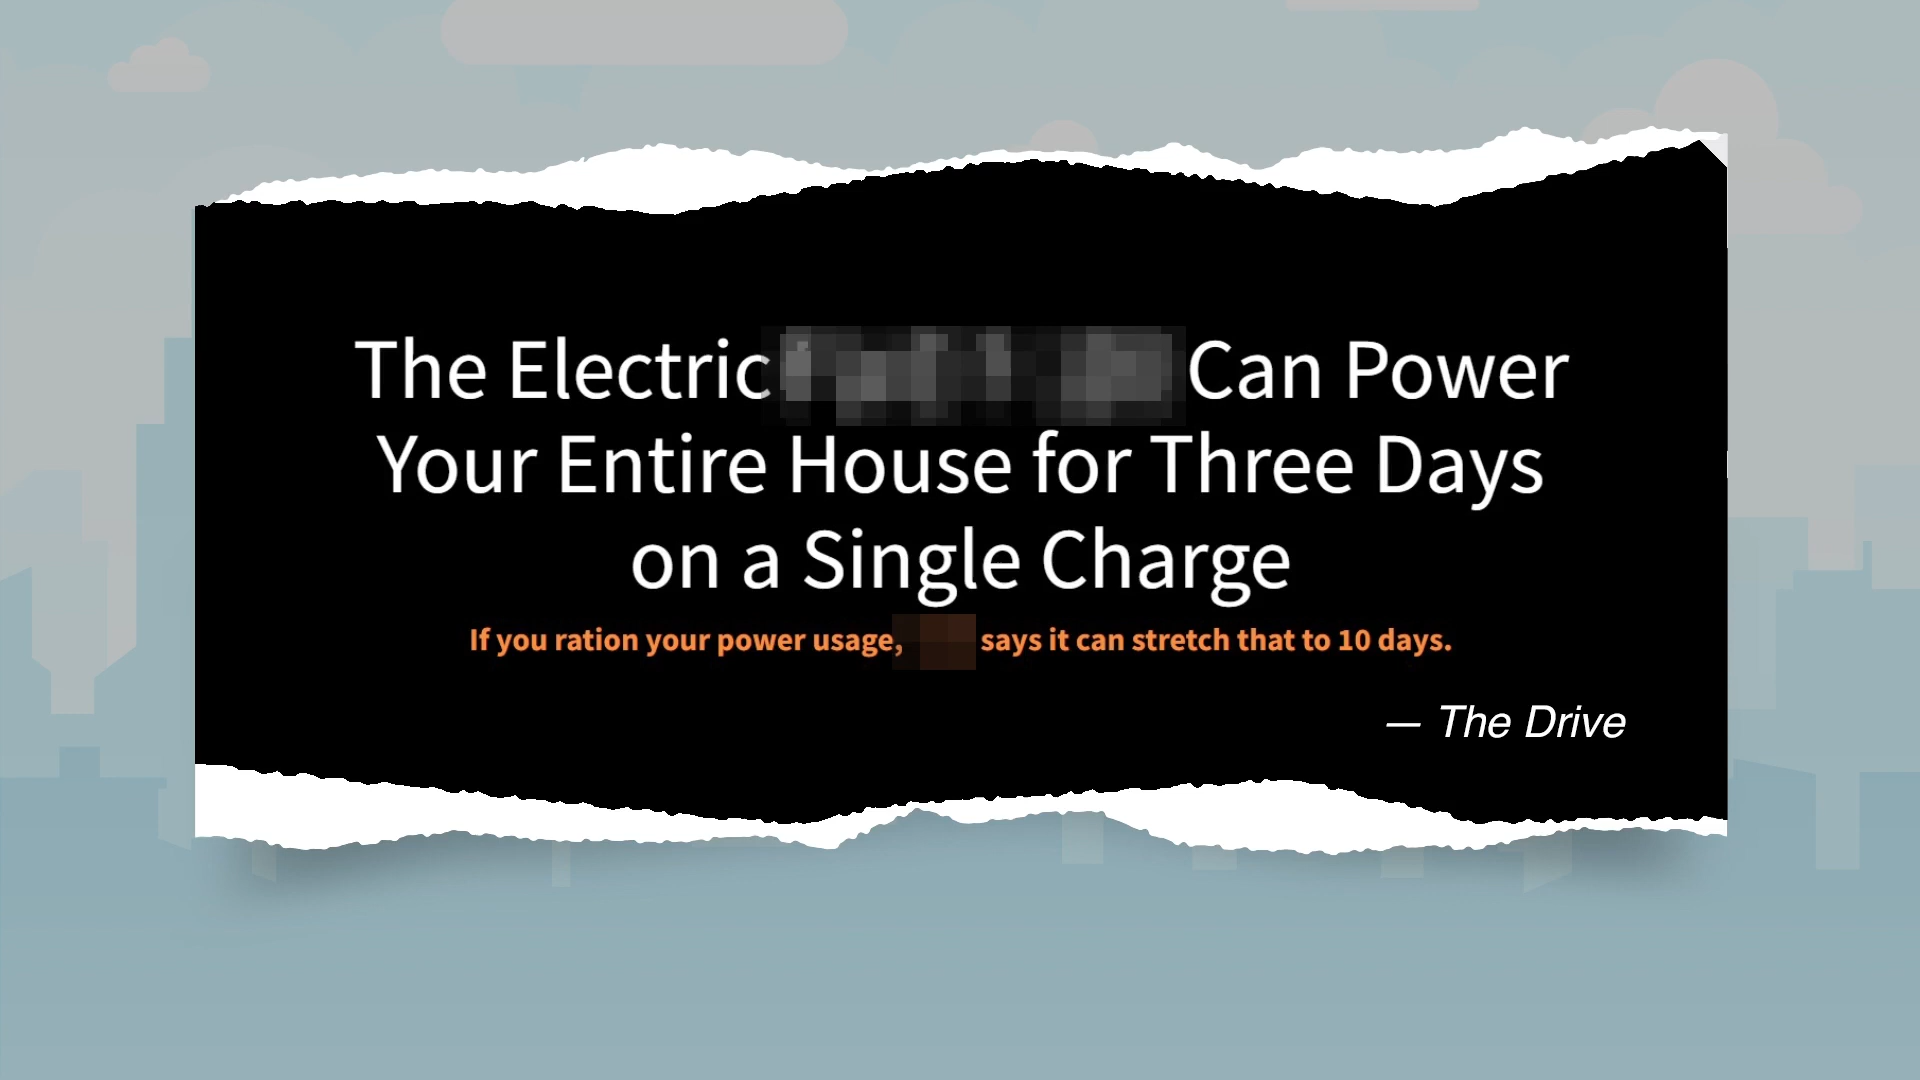 The Electric Can Power
Your Entire House for Three Days
on a Single Charge
If you ration your power usage, says it can stretch that to 10 days.
— The Drive